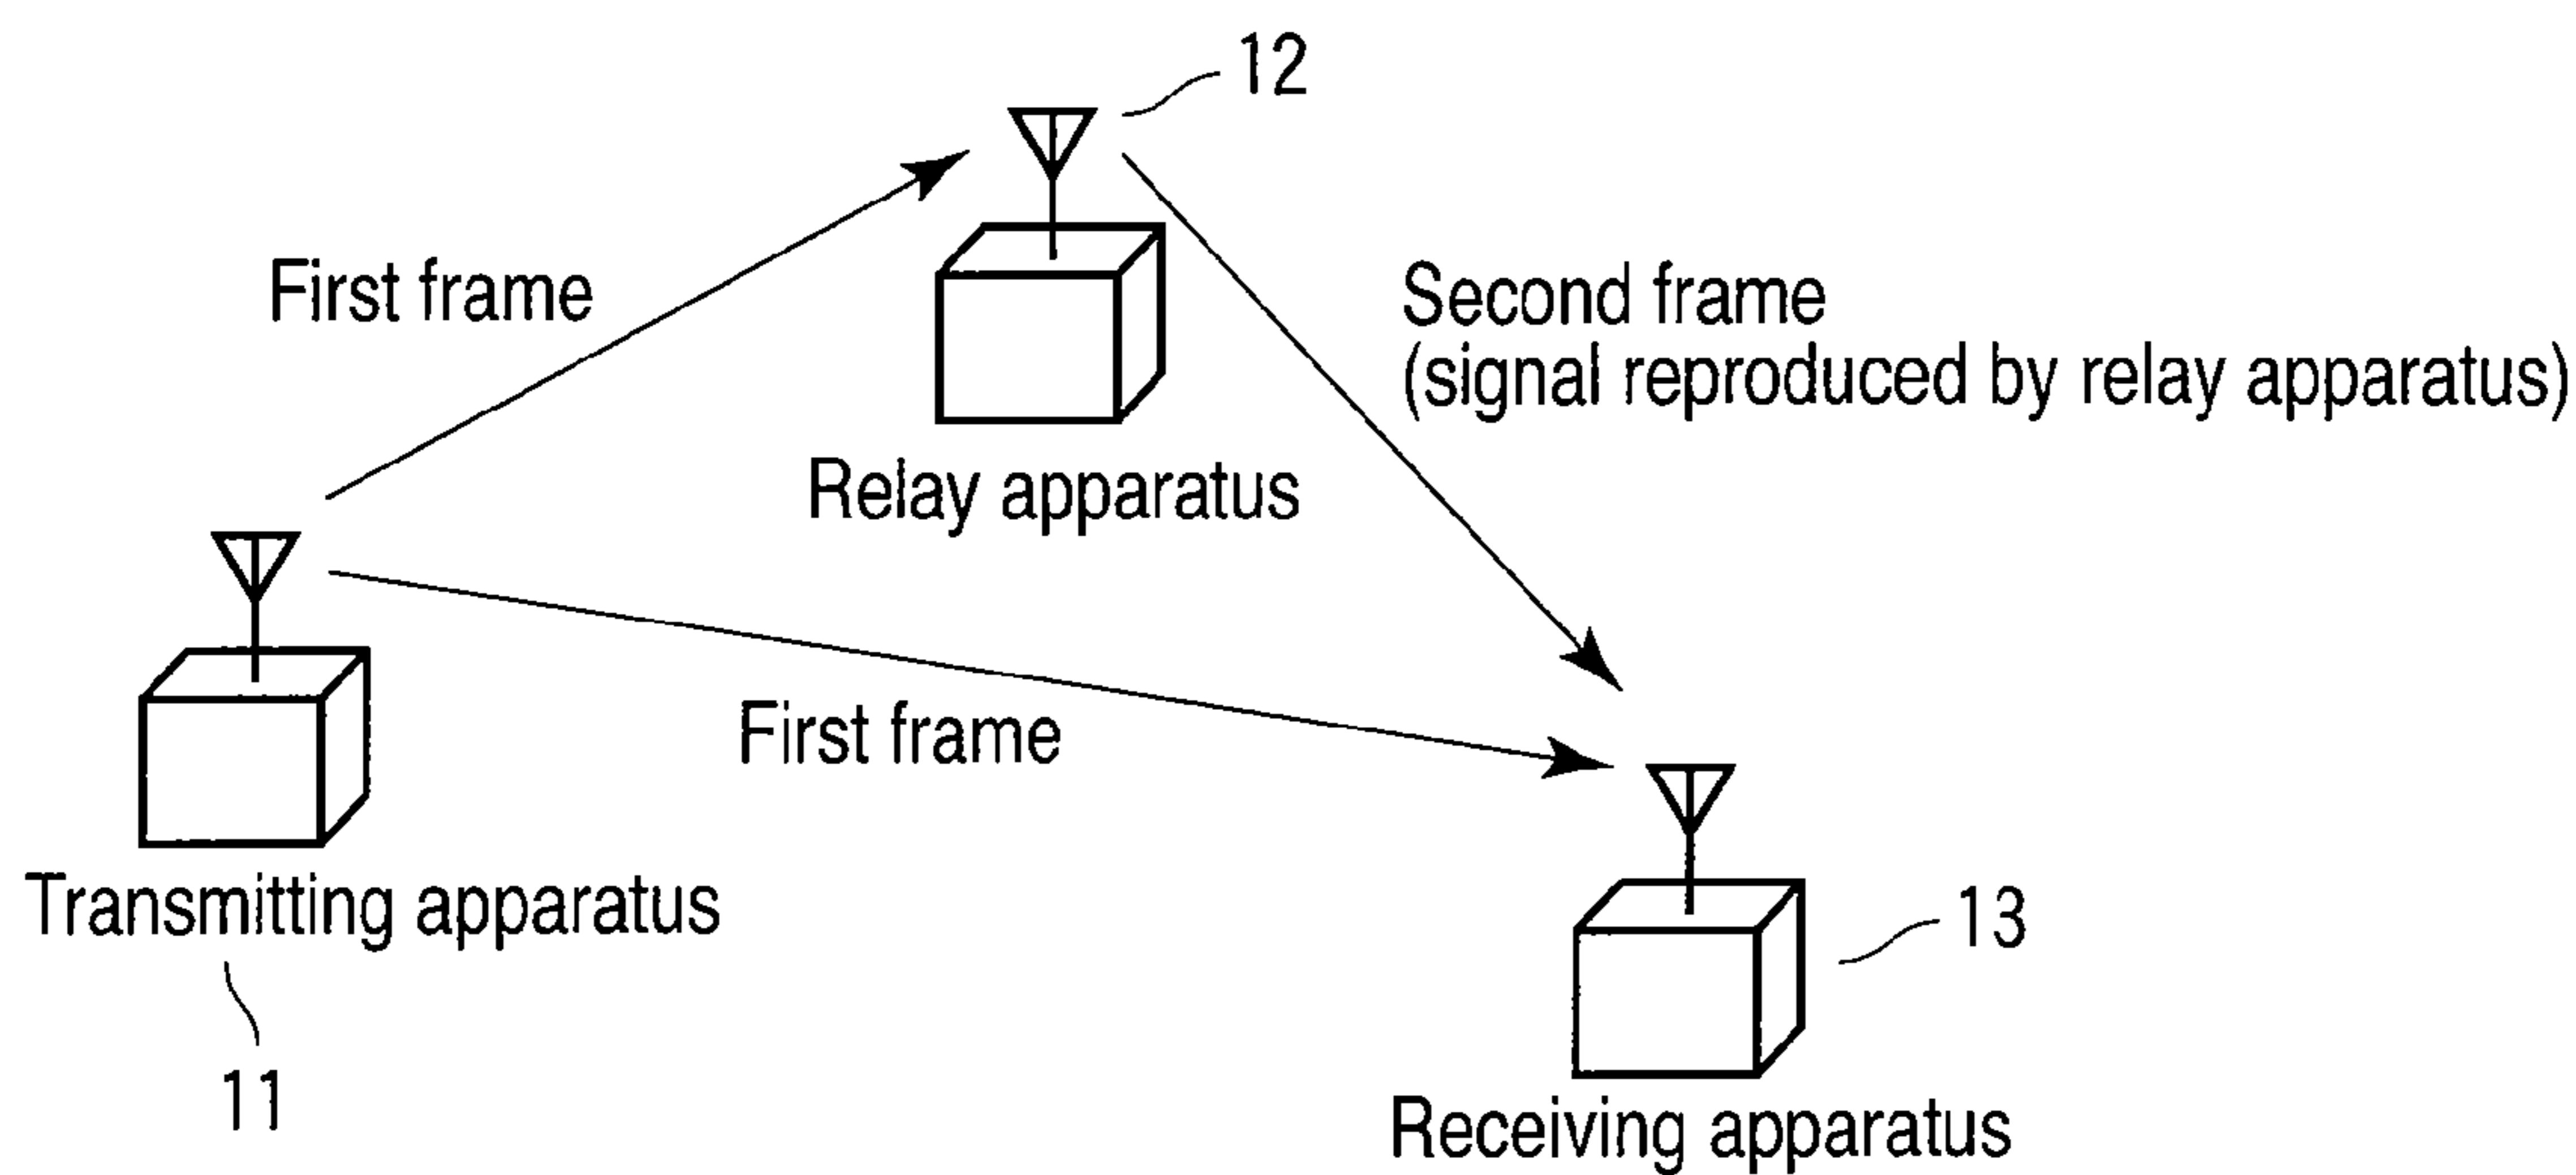 12
First frame
Second frame
(signal reproduced by relay apparatus)
Relay apparatus
First frame
Transmitting apparatus
13
11
Receiving apparatus